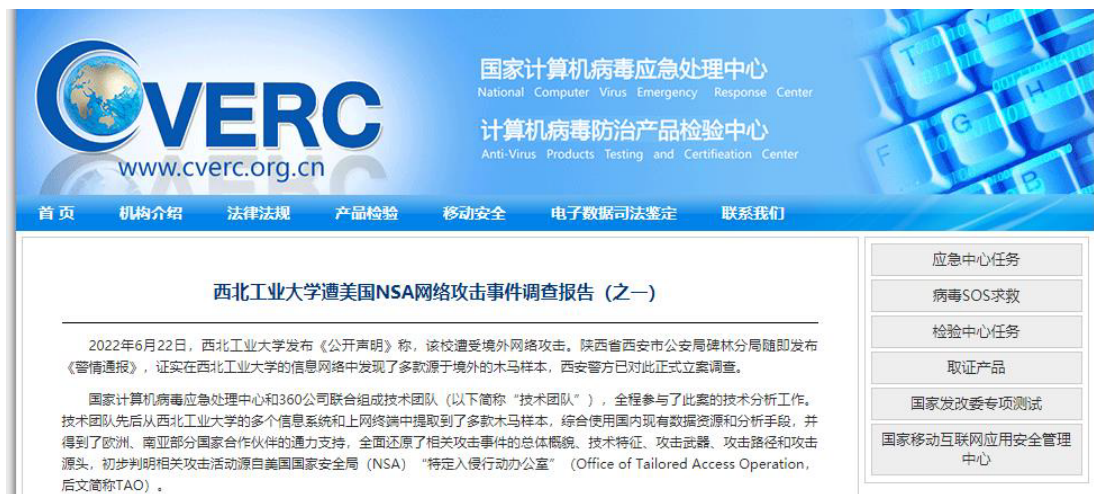 国家计算机病毒应急处理中心
National Computer Virus Emergency Response Center
计算机病毒防治产品检验中心
Anti-Virus Products Testing and Certifieation Center
CVERC
www.cverc.org.cn
首 页 机构介绍 法律法规 产品检验 移动安全 电子数据司法鉴定 联系我们
西北工业大学遭美国NSA网络攻击事件调查报告（之一）
2022年6月22日，西北工业大学发布《公开声明》称，该校遭受境外网络攻击。陕西省西安市公安局碑林分局随即发布
《警情通报》，证实在西北工业大学的信息网络中发现了多款源于境外的木马样本，西安警方已对此正式立案调查。
国家计算机病毒应急处理中心和360公司联合组成技术团队（以下简称“技术团队”），全程参与了此案的技术分析工作。
技术团队先后从西北工业大学的多个信息系统和上网终端中提取到了多款木马样本，综合使用国内现有数据资源和分析手段，并
得到了欧洲、南亚部分国家合作伙伴的通力支持，全面还原了相关攻击事件的总体概貌、技术特征、攻击武器、攻击路径和攻击
源头，初步判明相关攻击活动源自美国国家安全局（NSA）“特定入侵行动办公室”（Office of Tailored Access Operation，
后文简称TAO）。
应急中心任务
病毒SOS求救
检验中心任务
取证产品
国家发改委专项测试
国家移动互联网应用安全管理
中心
T
Y
H
G
F
B